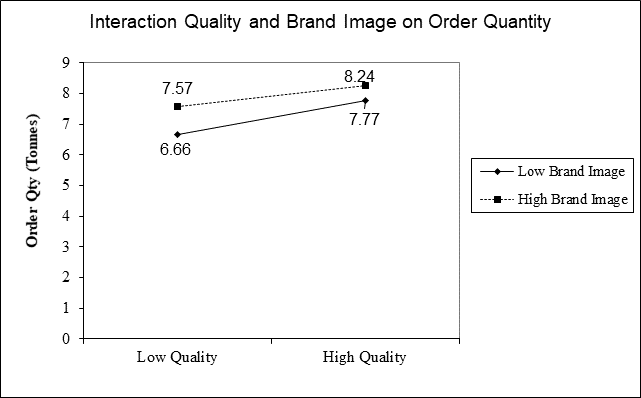 Interaction Quality and Brand Image on Order Quantity
Order Qty (Tonnes)
9
8
7
6
5
4
3
2
1
0
7.57
8.24
6.66
7.77
Low Quality
High Quality
Low Brand Image
High Brand Image